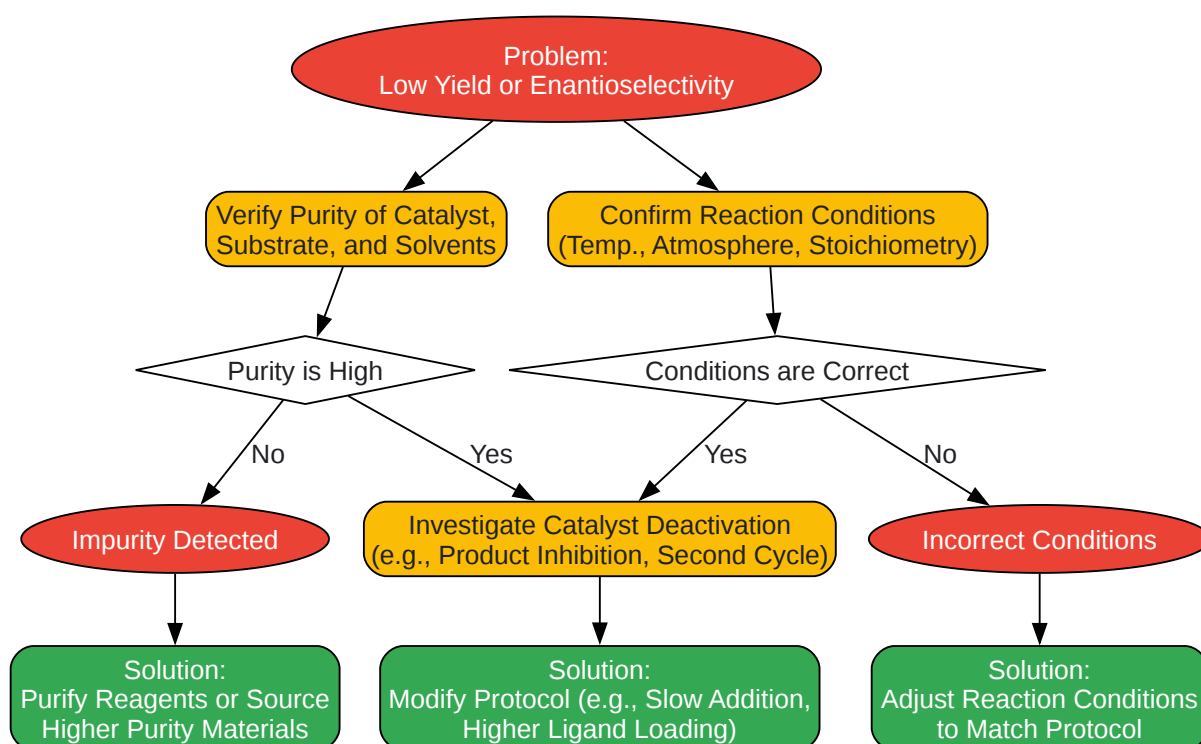 Problem:
Low Yield or Enantioselectivity
Verify Purity of Catalyst,
Substrate, and Solvents
Confirm Reaction Conditions
(Temp., Atmosphere, Stoichiometry)
Purity is High
Conditions are Correct
No
Yes
Yes
No
Impurity Detected
Investigate Catalyst Deactivation
(e.g., Product Inhibition, Second Cycle)
Incorrect Conditions
Solution:
Purify Reagents or Source
Higher Purity Materials
Solution:
Modify Protocol (e.g., Slow Addition,
Higher Ligand Loading)
Solution:
Adjust Reaction Conditions
to Match Protocol